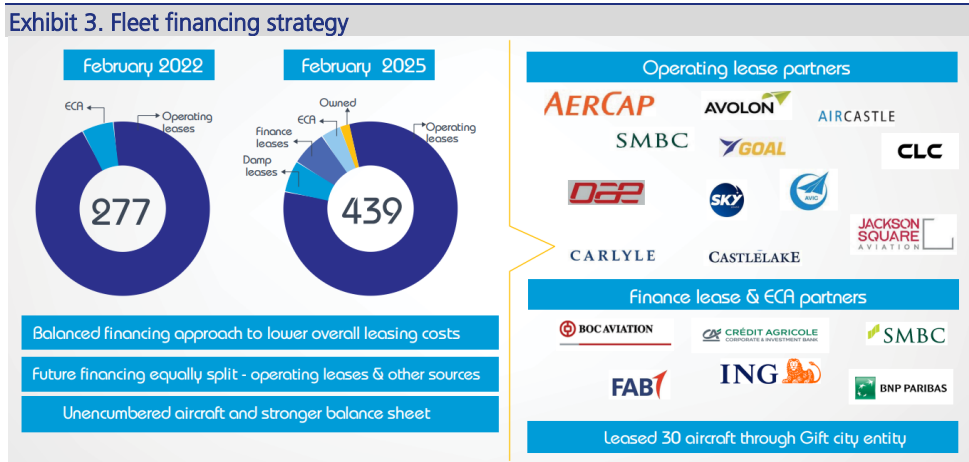 Exhibit 3. Fleet financing strategy
February 2022
ECA
Operating
leases
277
February 2025
Owned
ECA
Finance
leases
Damp
leases
Operating
leases
439
Balanced financing approach to lower overall leasing costs
Future financing equally split - operating leases & other sources
Unencumbered aircraft and stronger balance sheet
Operating lease partners
AERCAP
AVOLON
AIRCASTLE
SMBC
GOAL
CLC
DAE
SKY
AVIC
JACKSON
SQUARE
AVIATION
CARLYLE
CASTLELAKE
Finance lease & ECA partners
BOC AVIATION
CRÉDIT AGRICOLE
CORPORATE & INVESTMENT BANK
SMBC
FAB
ING
BNP PARIBAS
Leased 30 aircraft through Gift city entity